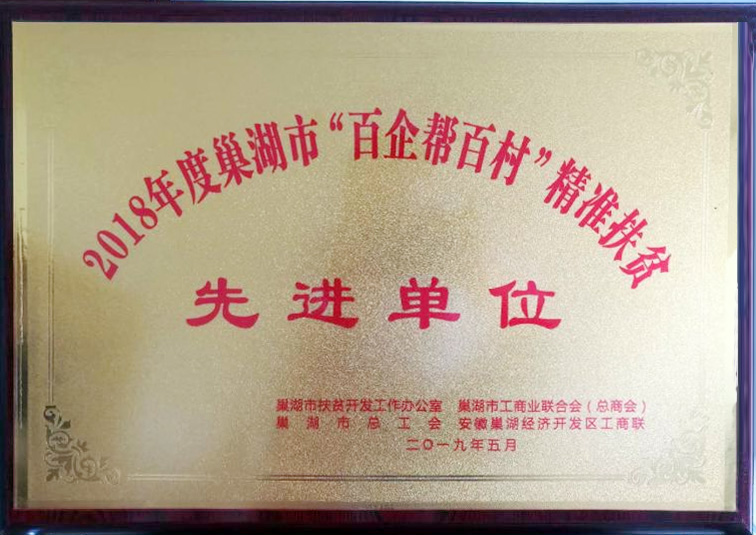 2018年度巢湖市“百企帮百村”精准扶贫
先进单位
巢湖市扶贫开发工作办公室 巢湖市工商业联合会（总商会）
巢湖市总工会 安徽巢湖经济开发区工商联
二〇一九年五月